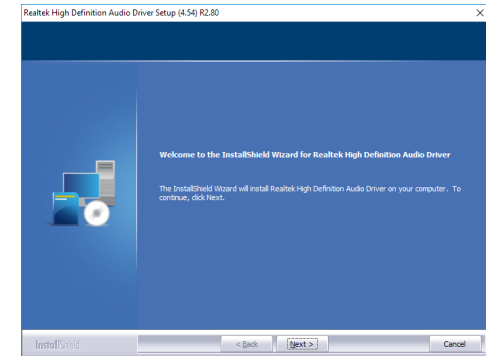 Realtek High Definition Audio Driver Setup (4.54) R2.80
Welcome to the InstallShield Wizard for Realtek High Definition Audio Driver
The InstallShield Wizard will install Realtek High Definition Audio Driver on your computer. To
continue, click Next.
InstallShield
< Back
Next >
Cancel